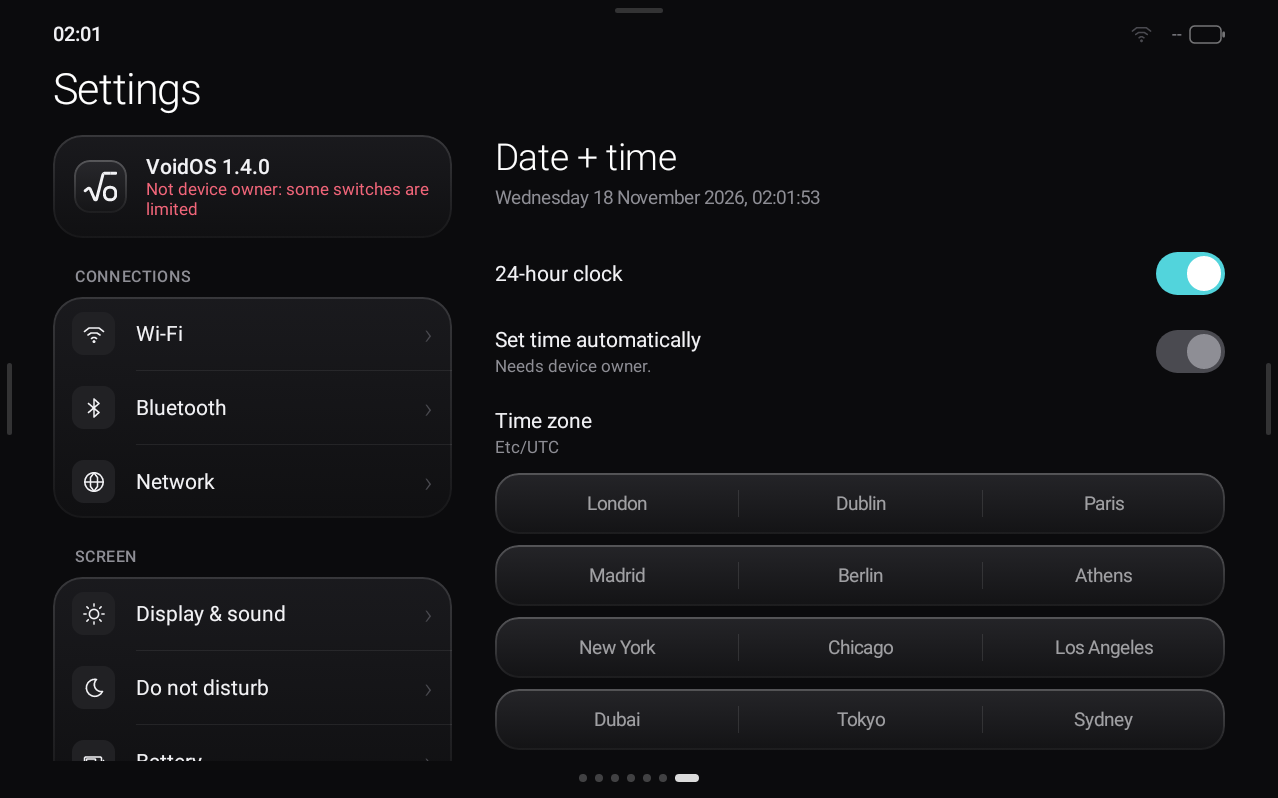 02:01
--
Settings
VoidOS 1.4.0
Not device owner: some switches are
limited
CONNECTIONS
Wi-Fi
Bluetooth
Network
SCREEN
Display & sound
Do not disturb
Battery
Date + time
Wednesday 18 November 2026, 02:01:53
24-hour clock
Set time automatically
Needs device owner.
Time zone
Etc/UTC
London Dublin Paris
Madrid Berlin Athens
New York Chicago Los Angeles
Dubai Tokyo Sydney